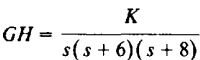 GH = K / s(s + 6)(s + 8)